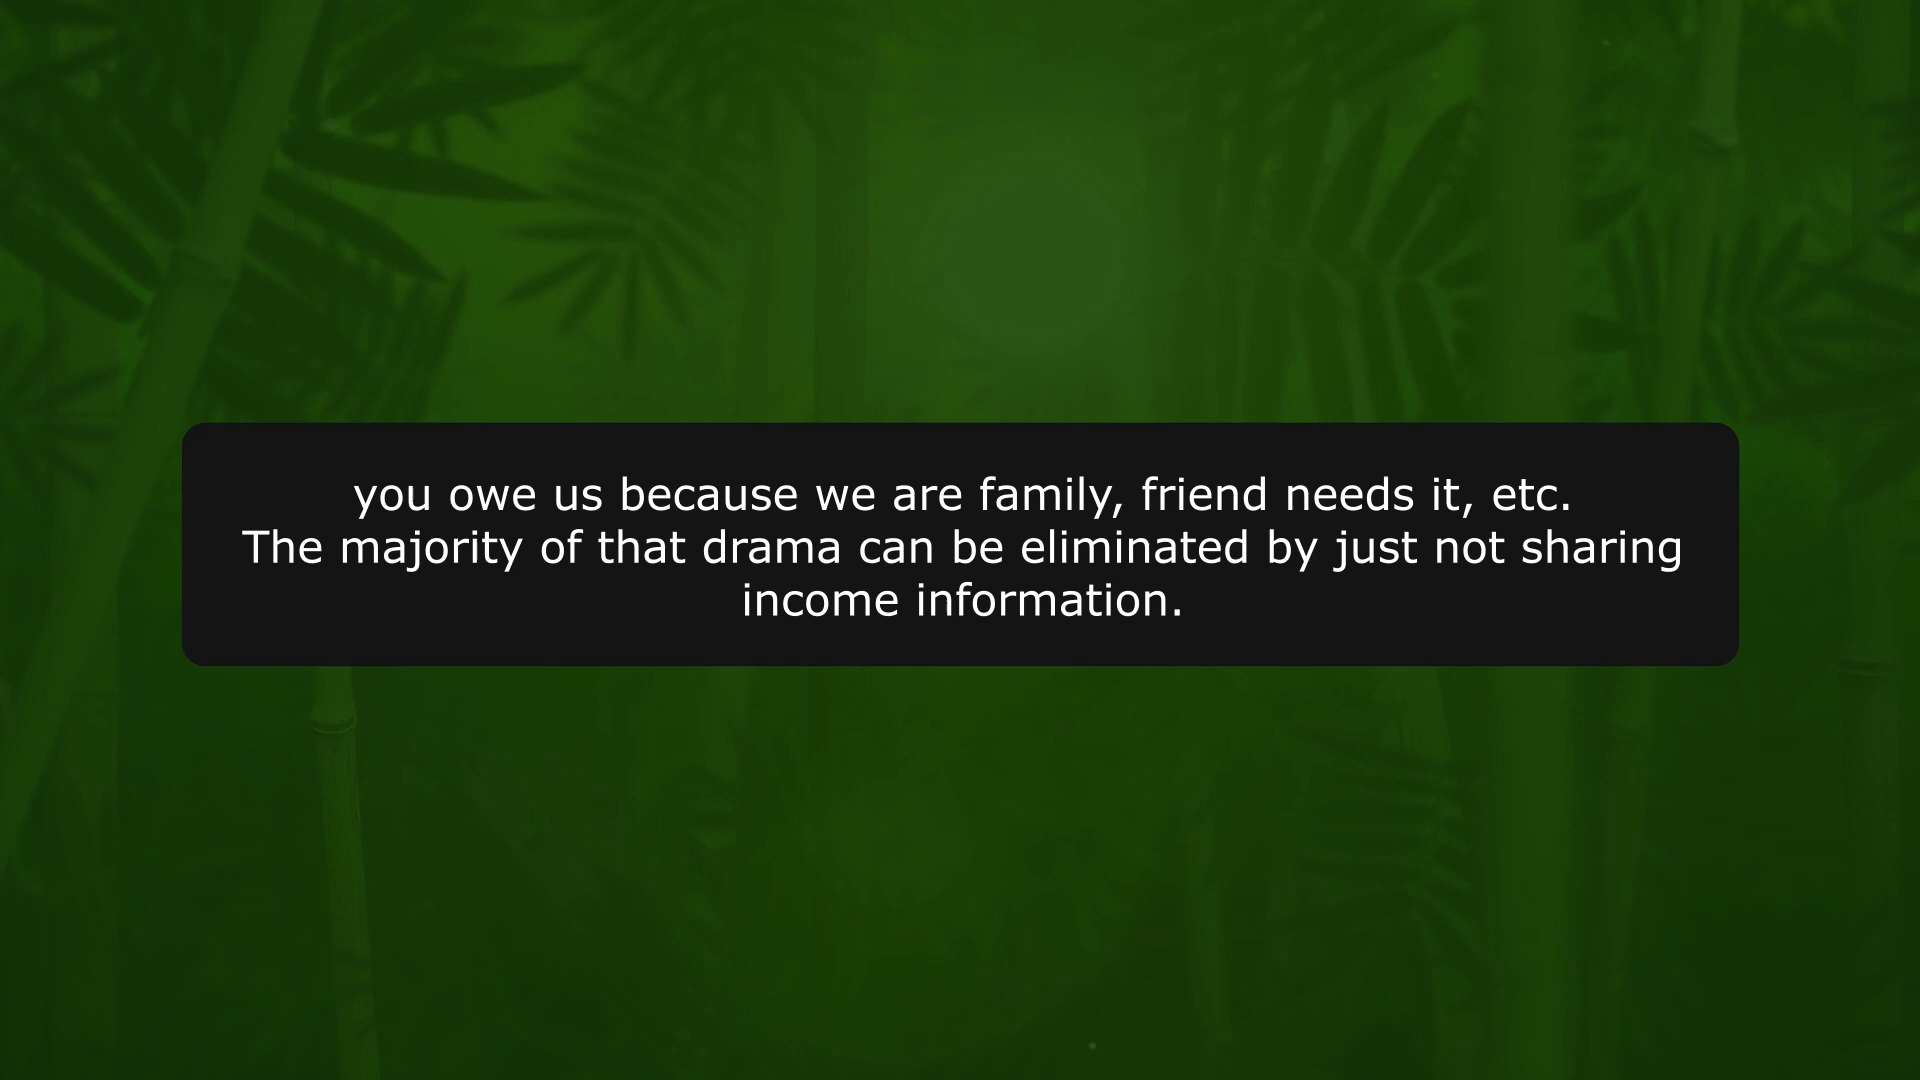 you owe us because we are family, friend needs it, etc.
The majority of that drama can be eliminated by just not sharing
income information.